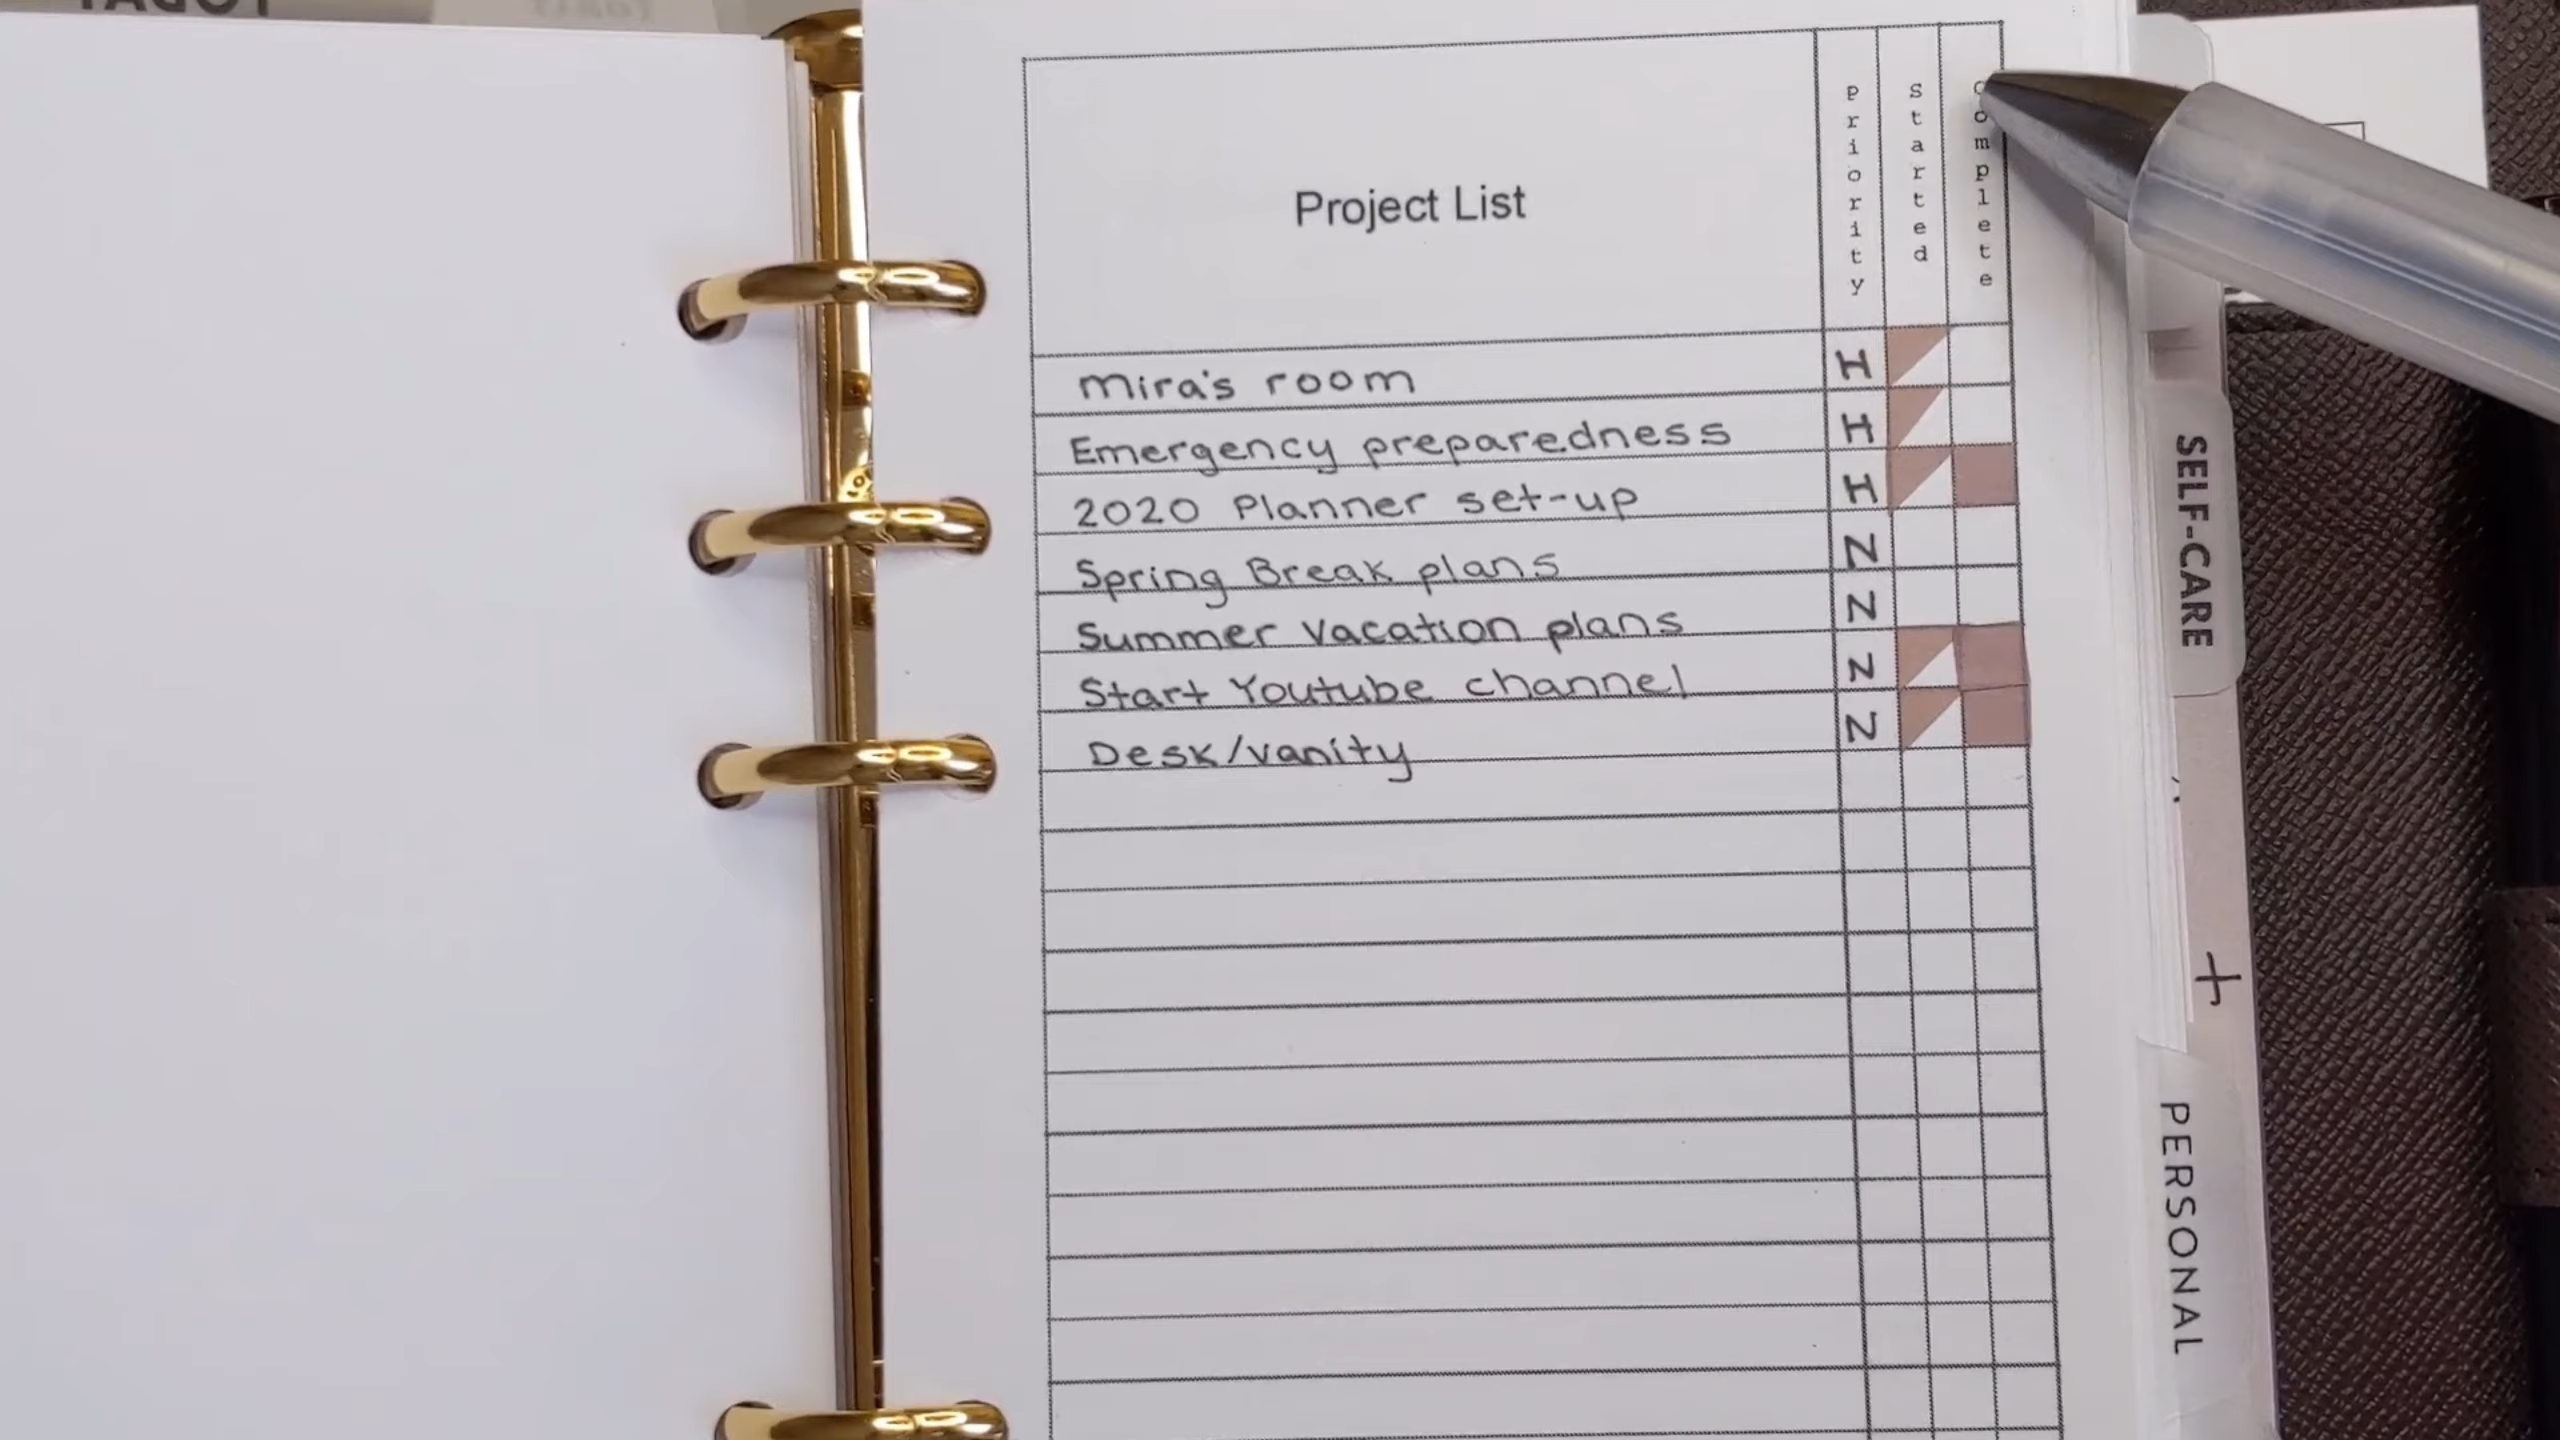 TODAY
Project List
Priority
Started
Complete
Mira's room H
Emergency preparedness H
2020 Planner set-up H
Spring Break plans N
Summer Vacation plans N
Start Youtube channel N
Desk/vanity N
SELF-CARE
+
PERSONAL